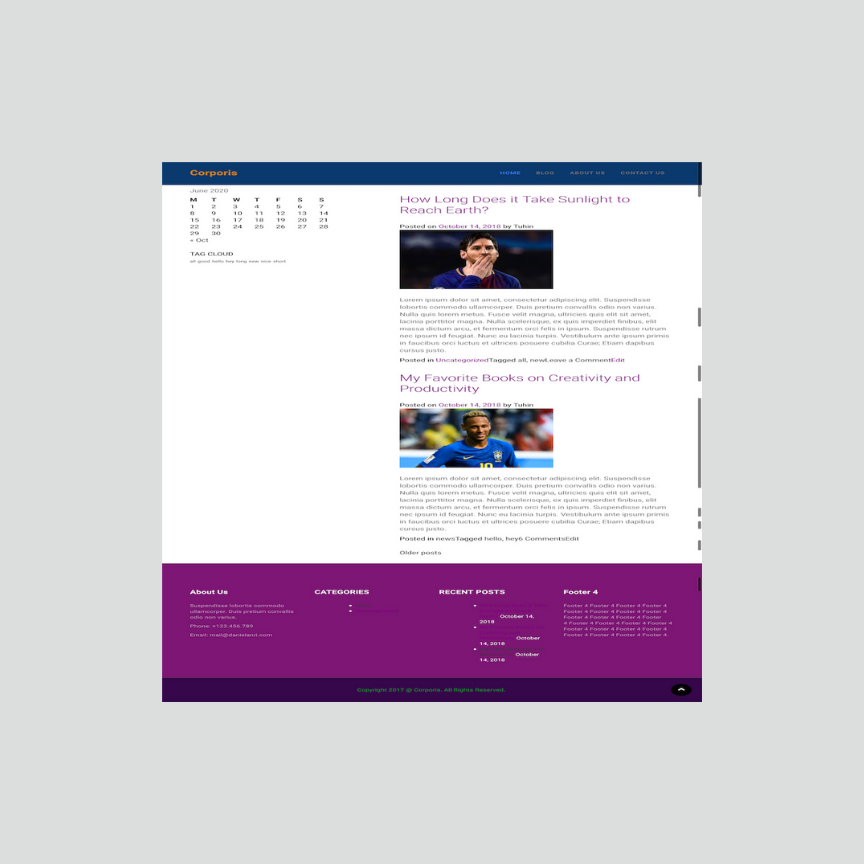 Corporis
HOME BLOG ABOUT US CONTACT US
June 2020
M T W T F S S
1 2 3 4 5 6 7
8 9 10 11 12 13 14
15 16 17 18 19 20 21
22 23 24 25 26 27 28
29 30
« Oct
TAG CLOUD
all good hello hey long new nice short
How Long Does it Take Sunlight to
Reach Earth?
Posted on October 14, 2018 by Tuhin
Lorem ipsum dolor sit amet, consectetur adipiscing elit. Suspendisse
lobortis commodo ullamcorper. Duis pretium convallis odio non varius.
Nulla quis lorem metus. Fusce velit magna, ultricies quis elit sit amet,
lacinia porttitor magna. Nulla scelerisque, ex quis imperdiet finibus, elit
massa dictum arcu, et fermentum orci felis in ipsum. Suspendisse rutrum
nec ipsum id feugiat. Nunc eu lacinia turpis. Vestibulum ante ipsum primis
in faucibus orci luctus et ultrices posuere cubilia Curae; Etiam dapibus
cursus justo.
Posted in UncategorizedTagged all, newLeave a CommentEdit
My Favorite Books on Creativity and
Productivity
Posted on October 14, 2018 by Tuhin
10
Lorem ipsum dolor sit amet, consectetur adipiscing elit. Suspendisse
lobortis commodo ullamcorper. Duis pretium convallis odio non varius.
Nulla quis lorem metus. Fusce velit magna, ultricies quis elit sit amet,
lacinia porttitor magna. Nulla scelerisque, ex quis imperdiet finibus, elit
massa dictum arcu, et fermentum orci felis in ipsum. Suspendisse rutrum
nec ipsum id feugiat. Nunc eu lacinia turpis. Vestibulum ante ipsum primis
in faucibus orci luctus et ultrices posuere cubilia Curae; Etiam dapibus
cursus justo.
Posted in newsTagged hello, hey6 CommentsEdit
Older posts
About Us
Suspendisse lobortis commodo
ullamcorper. Duis pretium convallis
odio non varius.
Phone: +123.456.789
Email: mail@danisland.com
CATEGORIES
RECENT POSTS
October 14,
2018
October
14, 2018
October
14, 2018
Footer 4
Footer 4 Footer 4 Footer 4 Footer 4
Footer 4 Footer 4 Footer 4 Footer 4
Footer 4 Footer 4 Footer 4 Footer
4 Footer 4 Footer 4 Footer 4 Footer 4
Footer 4 Footer 4 Footer 4 Footer
Footer 4 Footer 4 Footer 4 Footer 4
Copyright 2017 @ Corporis. All Rights Reserved.